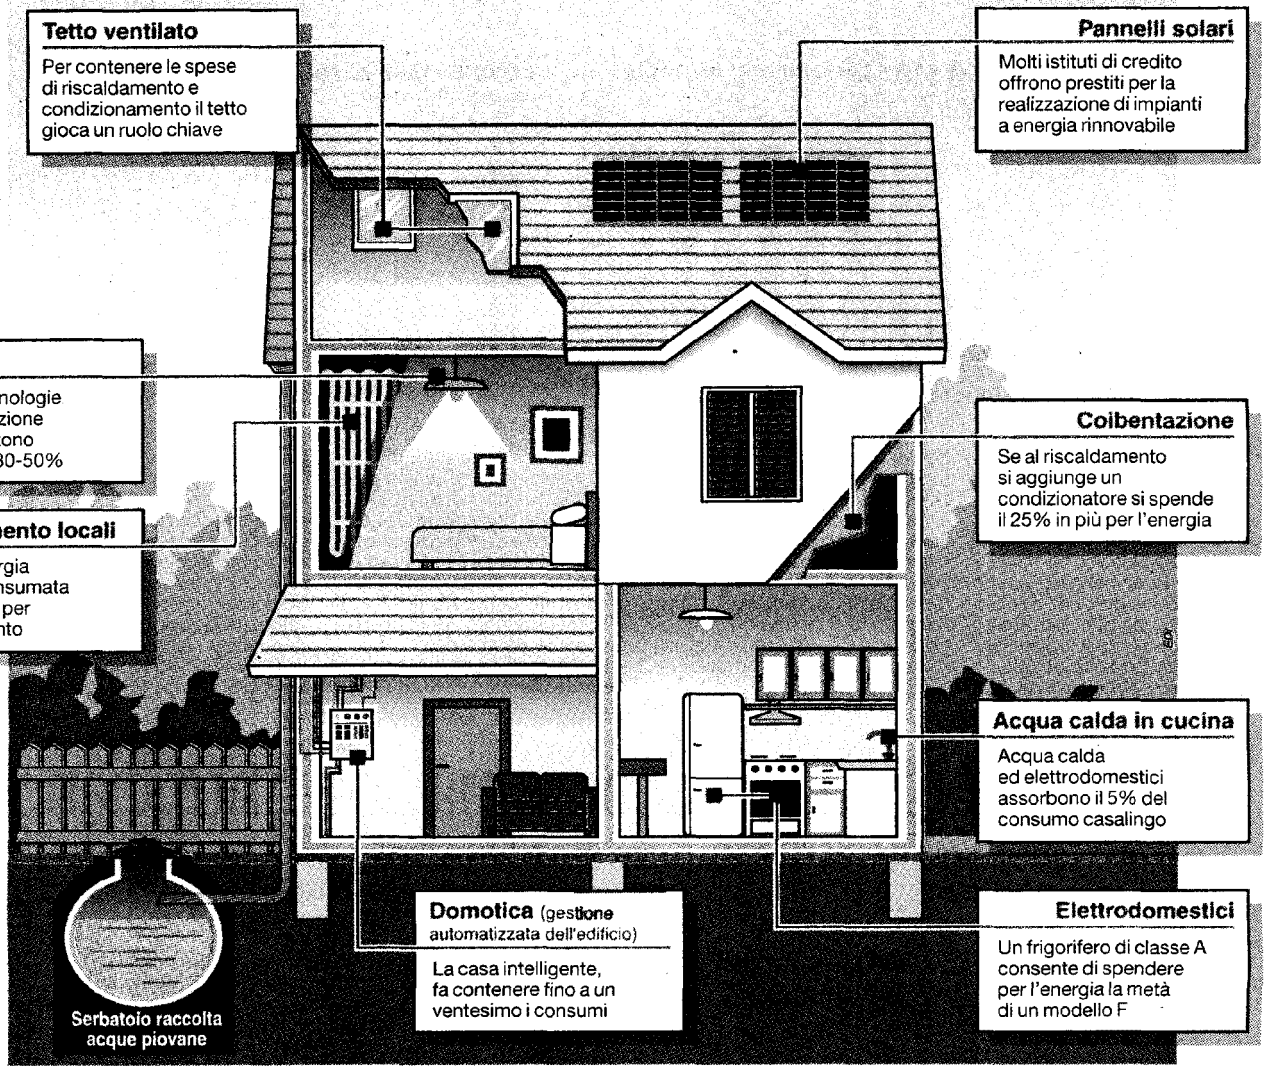 Tetto ventilato
Per contenere le spese
di riscaldamento e
condizionamento il tetto
gioca un ruolo chiave
Pannelli solari
Molti istituti di credito
offrono prestiti per la
realizzazione di impianti
a energia rinnovabile
nologie
zione
tono
30-50%
nento locali
rgia
nsumata
per
nto
Coibentazione
Se al riscaldamento
si aggiunge un
condizionatore si spende
il 25% in più per l'energia
Acqua calda in cucina
Acqua calda
ed elettrodomestici
assorbono il 5% del
consumo casalingo
Domotica (gestione
automatizzata dell'edificio)
La casa intelligente,
fa contenere fino a un
ventesimo i consumi
Elettrodomestici
Un frigorifero di classe A
consente di spendere
per l'energia la metà
di un modello F
Serbatoio raccolta
acque piovane